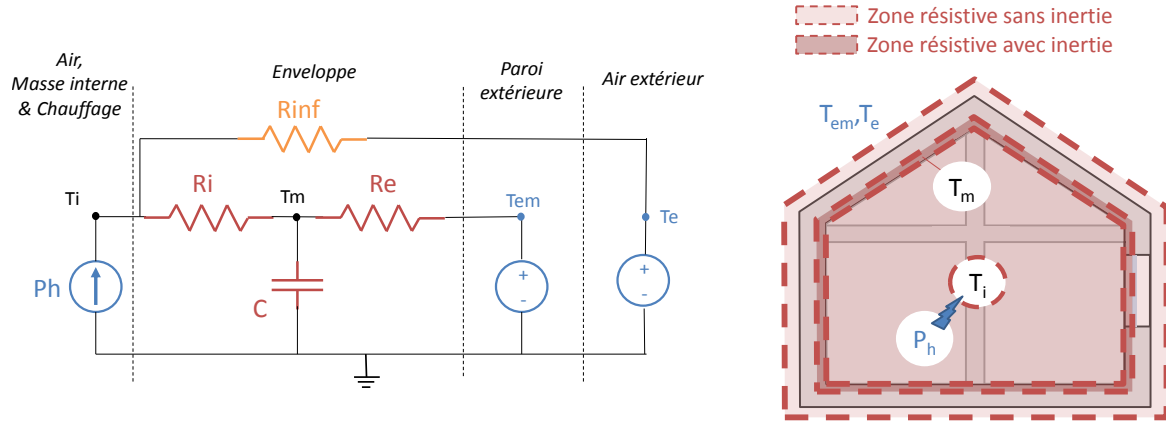 Air,
Masse interne
& Chauffage
Enveloppe
Paroi
extérieure
Air extérieur
Rinf
Ti
Ri
Tm
Re
Tem
Te
Ph
C
+
-
+
-
Zone résistive sans inertie
Zone résistive avec inertie
Tem,Te
Tm
Ti
Ph